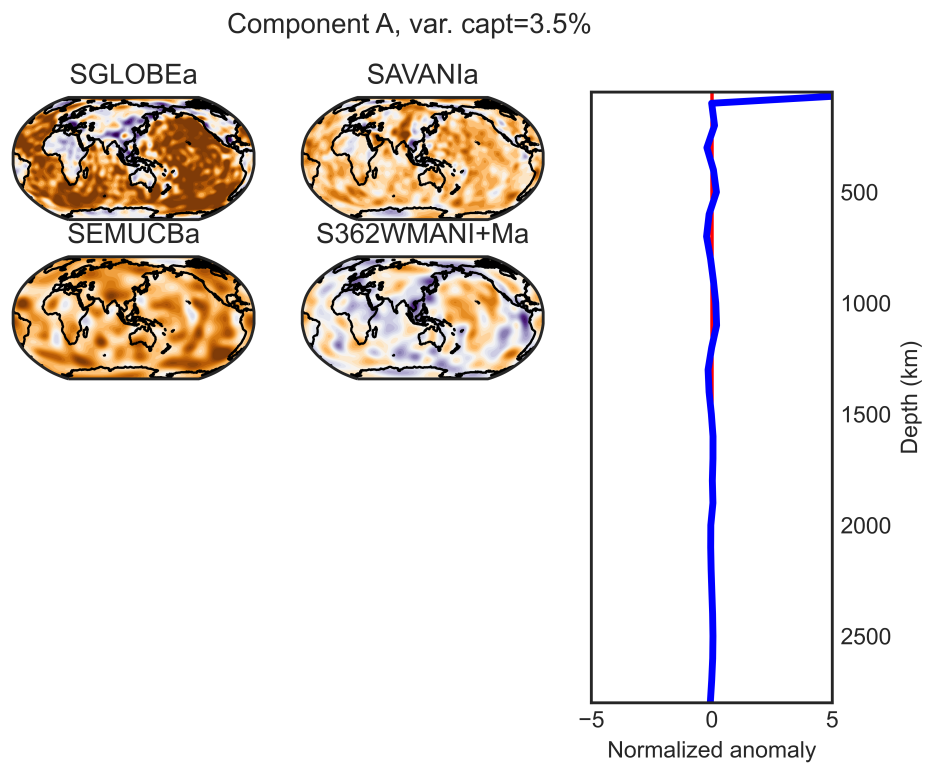 Component A, var. capt=3.5%
SGLOBEa
SAVANIa
SEMUCBa
S362WMANI+Ma
500
1000
1500
2000
2500
Depth (km)
−5
0
5
Normalized anomaly